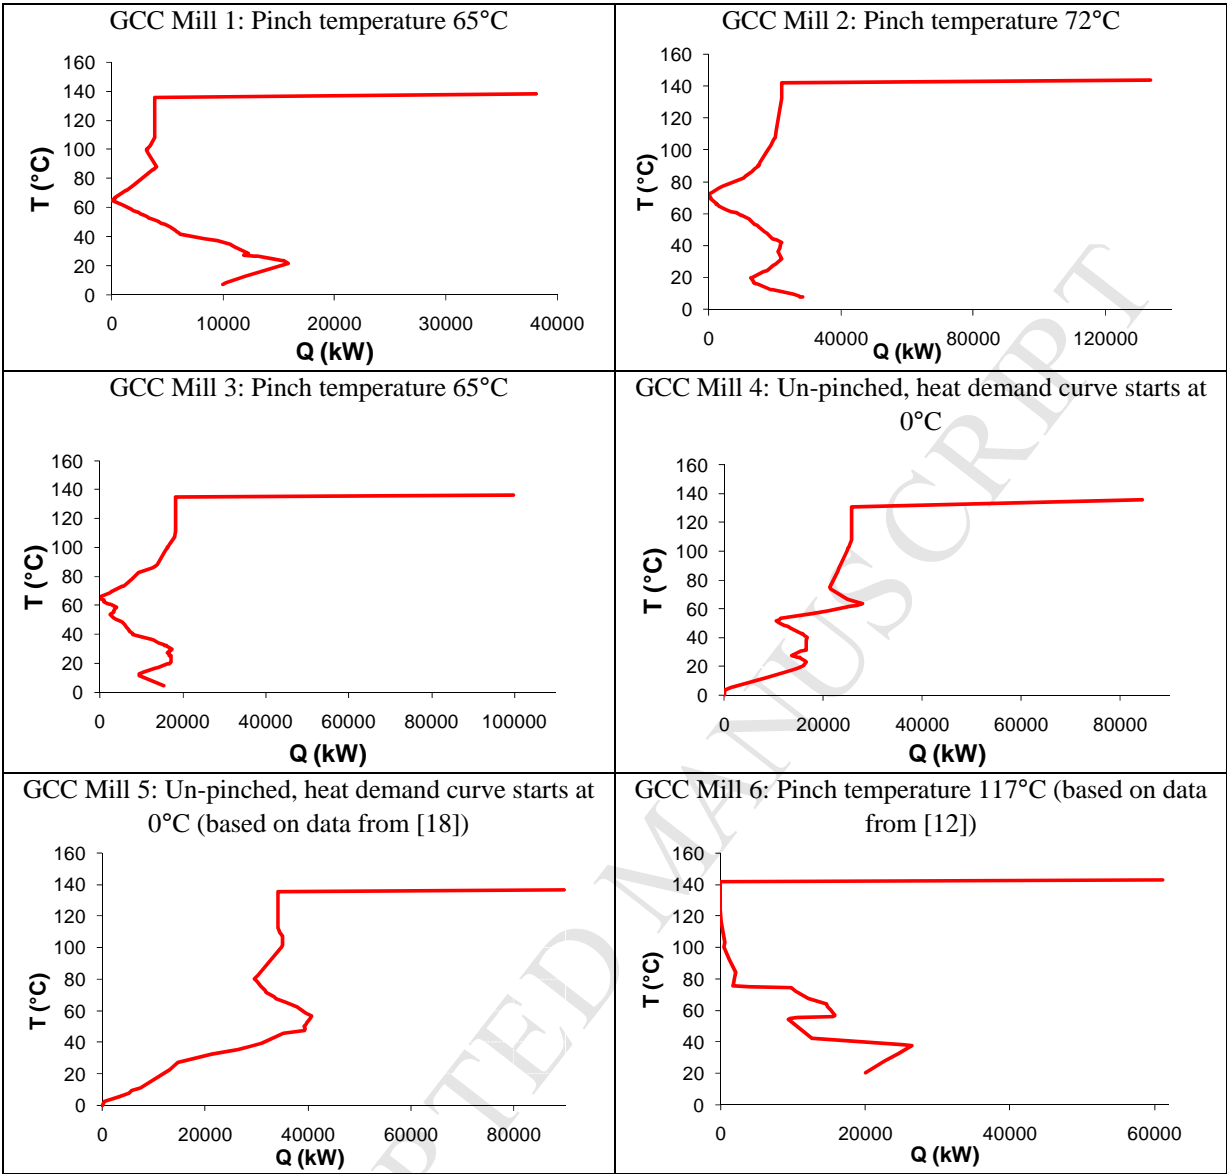 GCC Mill 1: Pinch temperature 65°C
160
140
120
100
80
60
40
20
0
T (°C)
0 10000 20000 30000 40000
Q (kW)
GCC Mill 2: Pinch temperature 72°C
160
140
120
100
80
60
40
20
0
T (°C)
0 40000 80000 120000
Q (kW)
GCC Mill 3: Pinch temperature 65°C
160
140
120
100
80
60
40
20
0
T (°C)
0 20000 40000 60000 80000 100000
Q (kW)
GCC Mill 4: Un-pinched, heat demand curve starts at
0°C
160
140
120
100
80
60
40
20
0
T (°C)
0 20000 40000 60000 80000
Q (kW)
GCC Mill 5: Un-pinched, heat demand curve starts at
0°C (based on data from [18])
160
140
120
100
80
60
40
20
0
T (°C)
0 20000 40000 60000 80000
Q (kW)
GCC Mill 6: Pinch temperature 117°C (based on data
from [12])
160
140
120
100
80
60
40
20
0
T (°C)
0 20000 40000 60000
Q (kW)
PTED MANUSCRIPT